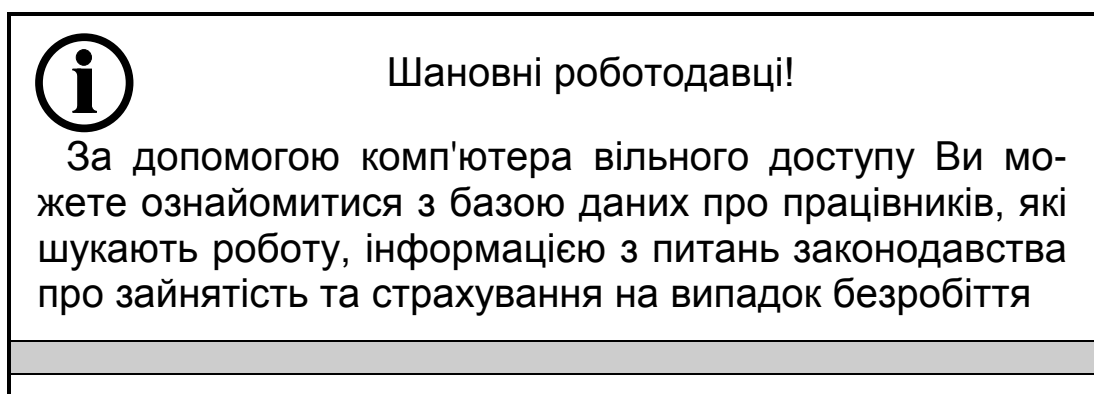 Шановні роботодавці!
За допомогою комп'ютера вільного доступу Ви мо-
жете ознайомитися з базою даних про працівників, які
шукають роботу, інформацією з питань законодавства
про зайнятість та страхування на випадок безробіття